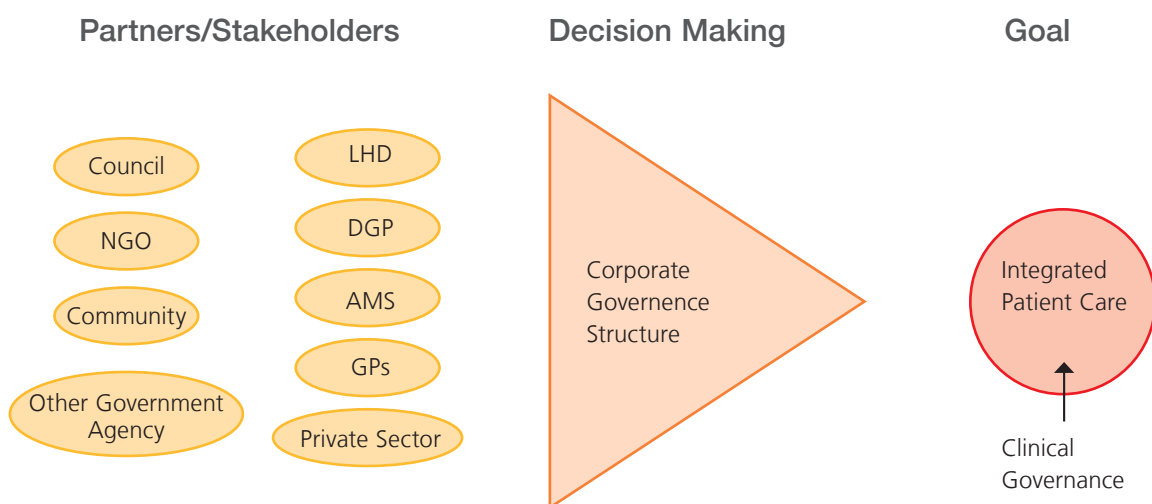 Partners/Stakeholders
Decision Making
Goal
Council
NGO
Community
Other Government
Agency
LHD
DGP
AMS
GPs
Private Sector
Corporate
Governence
Structure
Integrated
Patient Care
Clinical
Governance